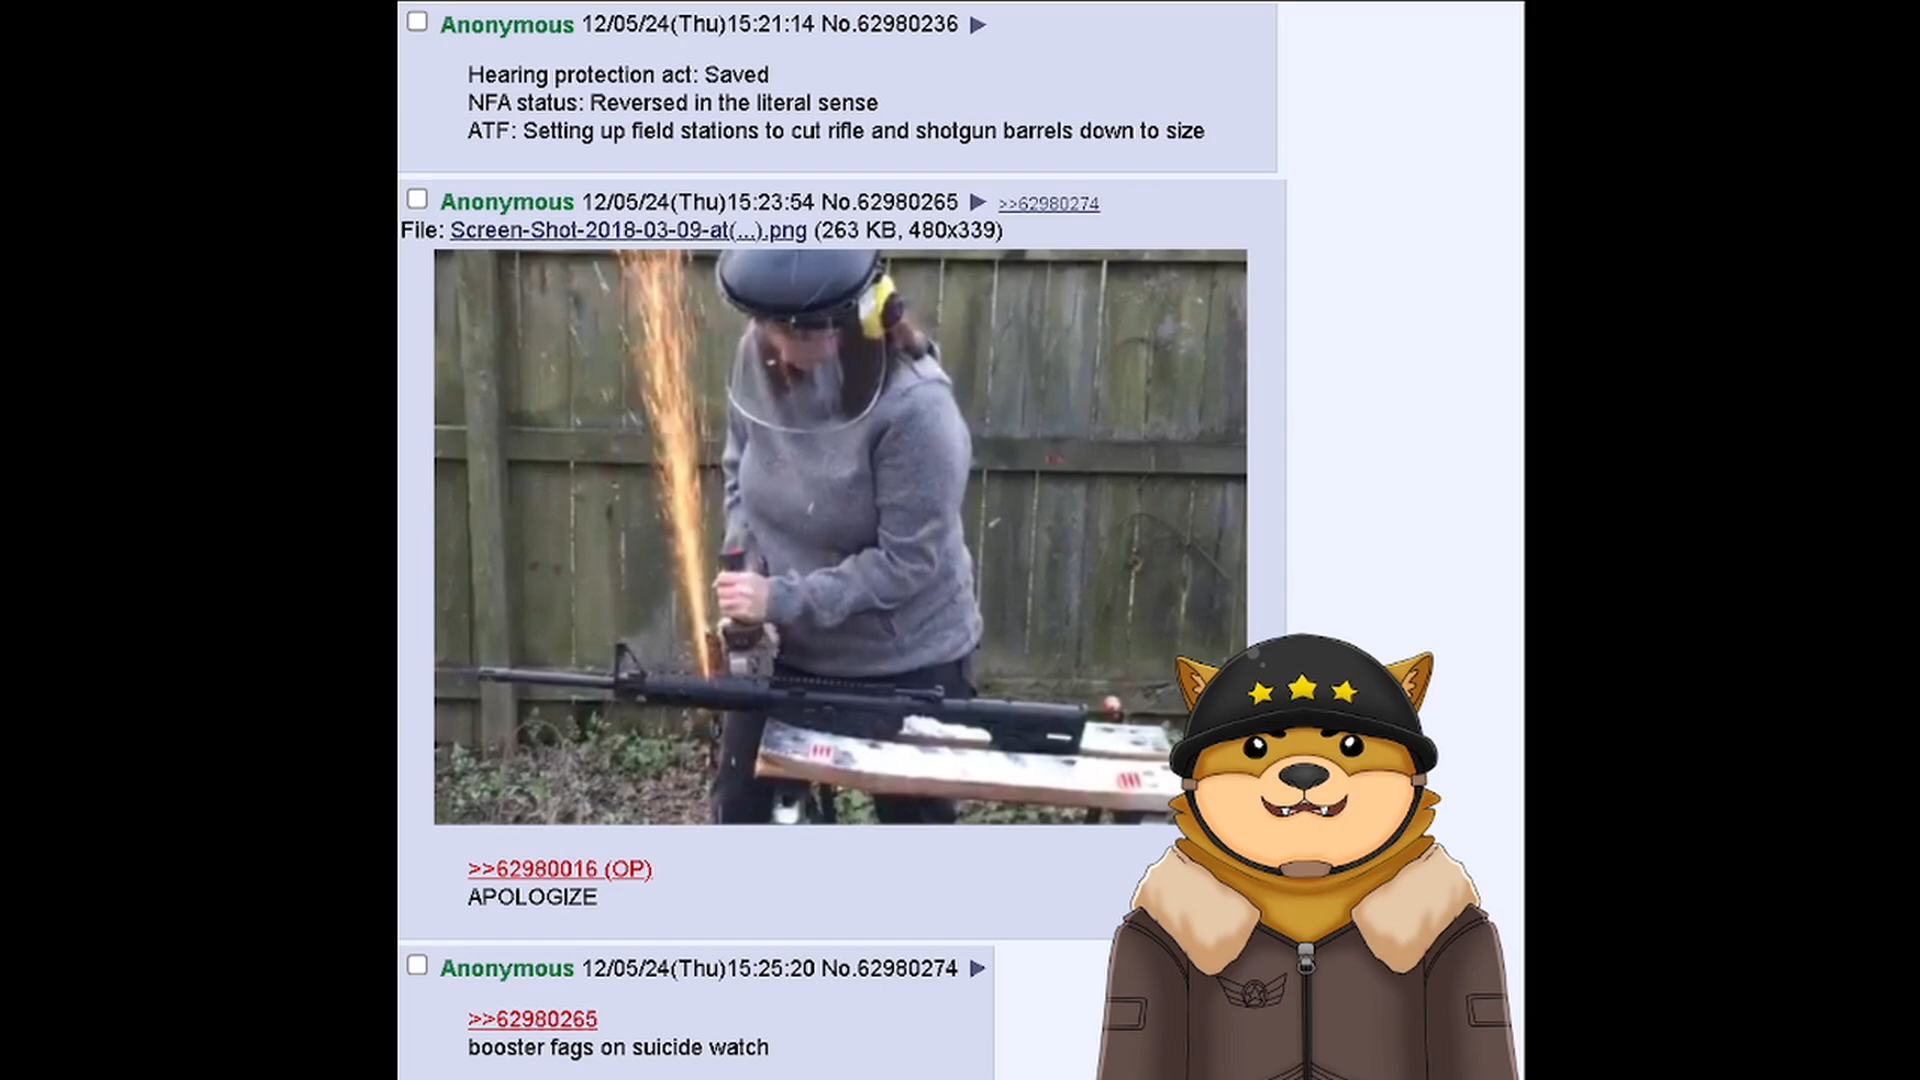 Anonymous 12/05/24(Thu)15:21:14 No.62980236 ▶
Hearing protection act: Saved
NFA status: Reversed in the literal sense
ATF: Setting up field stations to cut rifle and shotgun barrels down to size
Anonymous 12/05/24(Thu)15:23:54 No.62980265 ▶ >>62980274
File: Screen-Shot-2018-03-09-at(...).png (263 KB, 480x339)
>>62980016 (OP)
APOLOGIZE
Anonymous 12/05/24(Thu)15:25:20 No.62980274 ▶
>>62980265
booster fags on suicide watch